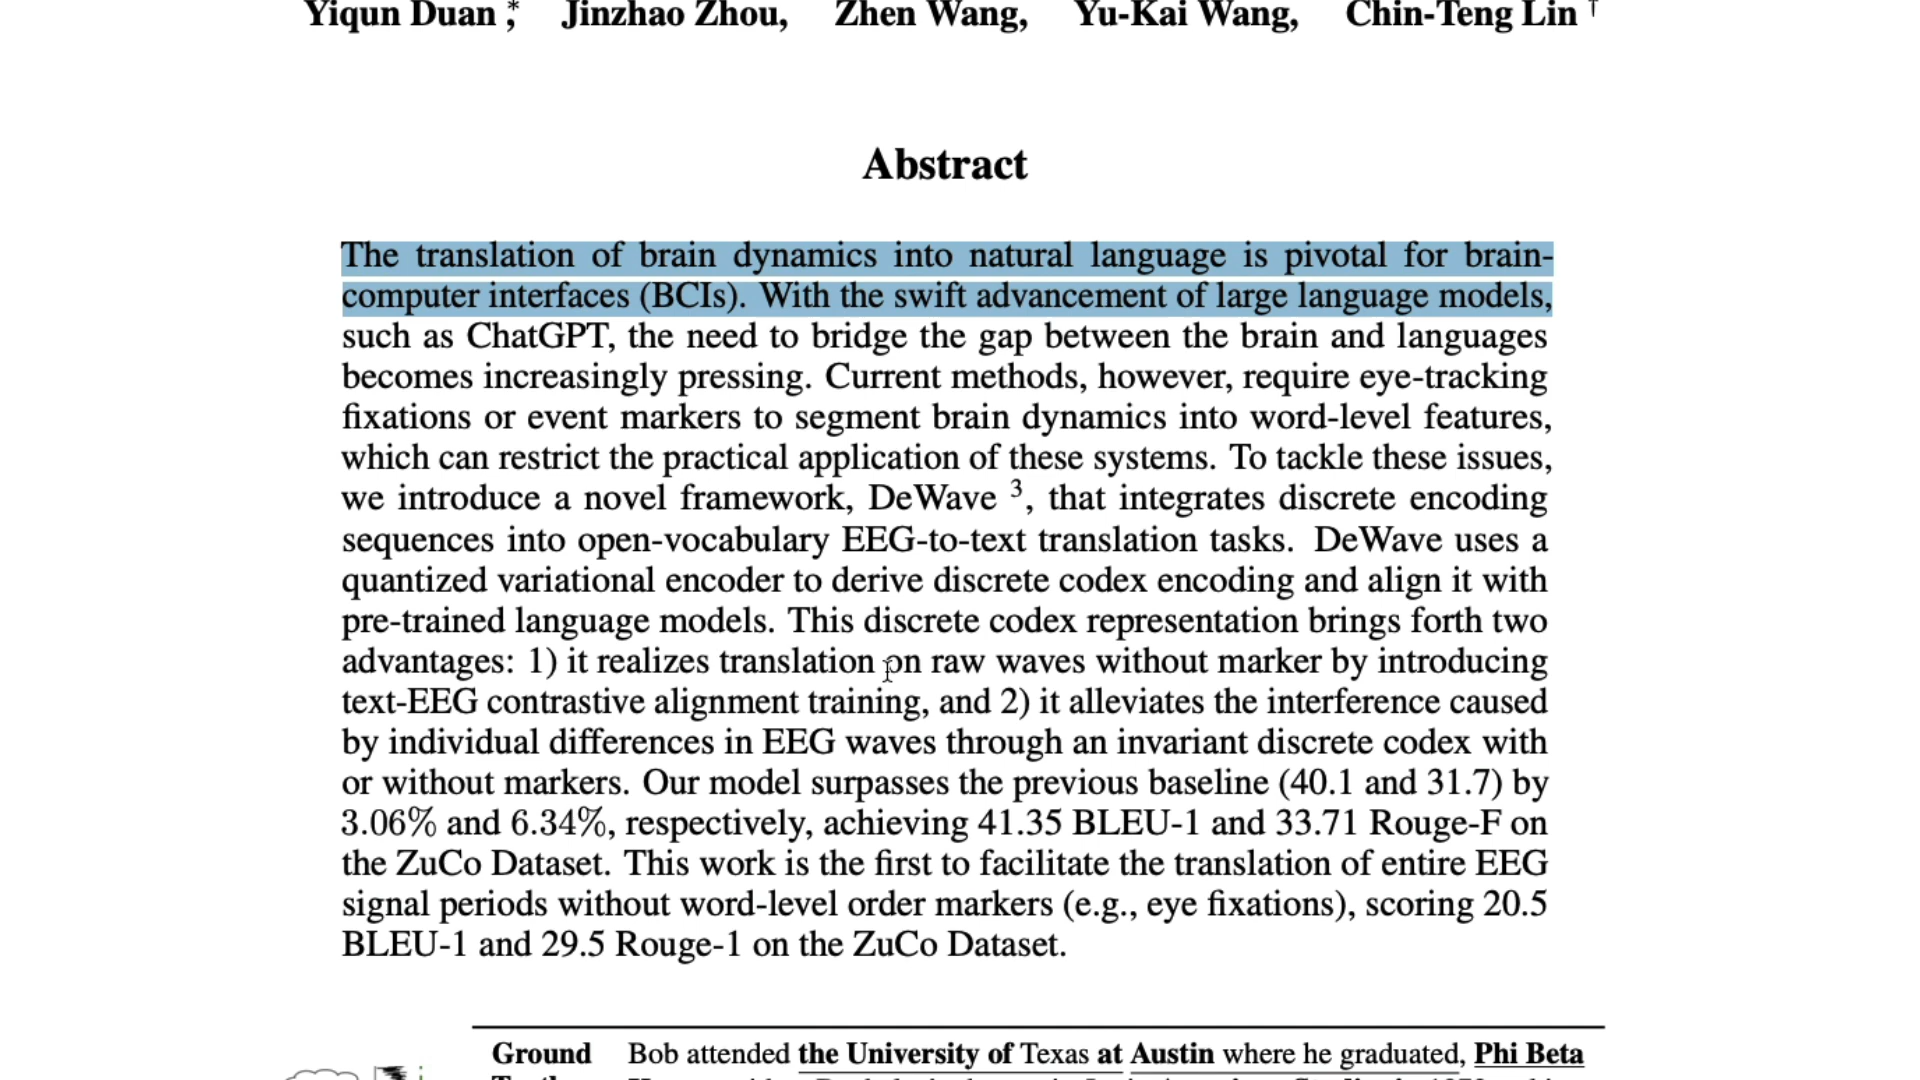 Yiqun Duan ,* Jinzhao Zhou, Zhen Wang, Yu-Kai Wang, Chin-Teng Lin †
Abstract
The translation of brain dynamics into natural language is pivotal for brain-
computer interfaces (BCIs). With the swift advancement of large language models,
such as ChatGPT, the need to bridge the gap between the brain and languages
becomes increasingly pressing. Current methods, however, require eye-tracking
fixations or event markers to segment brain dynamics into word-level features,
which can restrict the practical application of these systems. To tackle these issues,
we introduce a novel framework, DeWave 3, that integrates discrete encoding
sequences into open-vocabulary EEG-to-text translation tasks. DeWave uses a
quantized variational encoder to derive discrete codex encoding and align it with
pre-trained language models. This discrete codex representation brings forth two
advantages: 1) it realizes translation on raw waves without marker by introducing
text-EEG contrastive alignment training, and 2) it alleviates the interference caused
by individual differences in EEG waves through an invariant discrete codex with
or without markers. Our model surpasses the previous baseline (40.1 and 31.7) by
3.06% and 6.34%, respectively, achieving 41.35 BLEU-1 and 33.71 Rouge-F on
the ZuCo Dataset. This work is the first to facilitate the translation of entire EEG
signal periods without word-level order markers (e.g., eye fixations), scoring 20.5
BLEU-1 and 29.5 Rouge-1 on the ZuCo Dataset.
Ground Bob attended the University of Texas at Austin where he graduated, Phi Beta